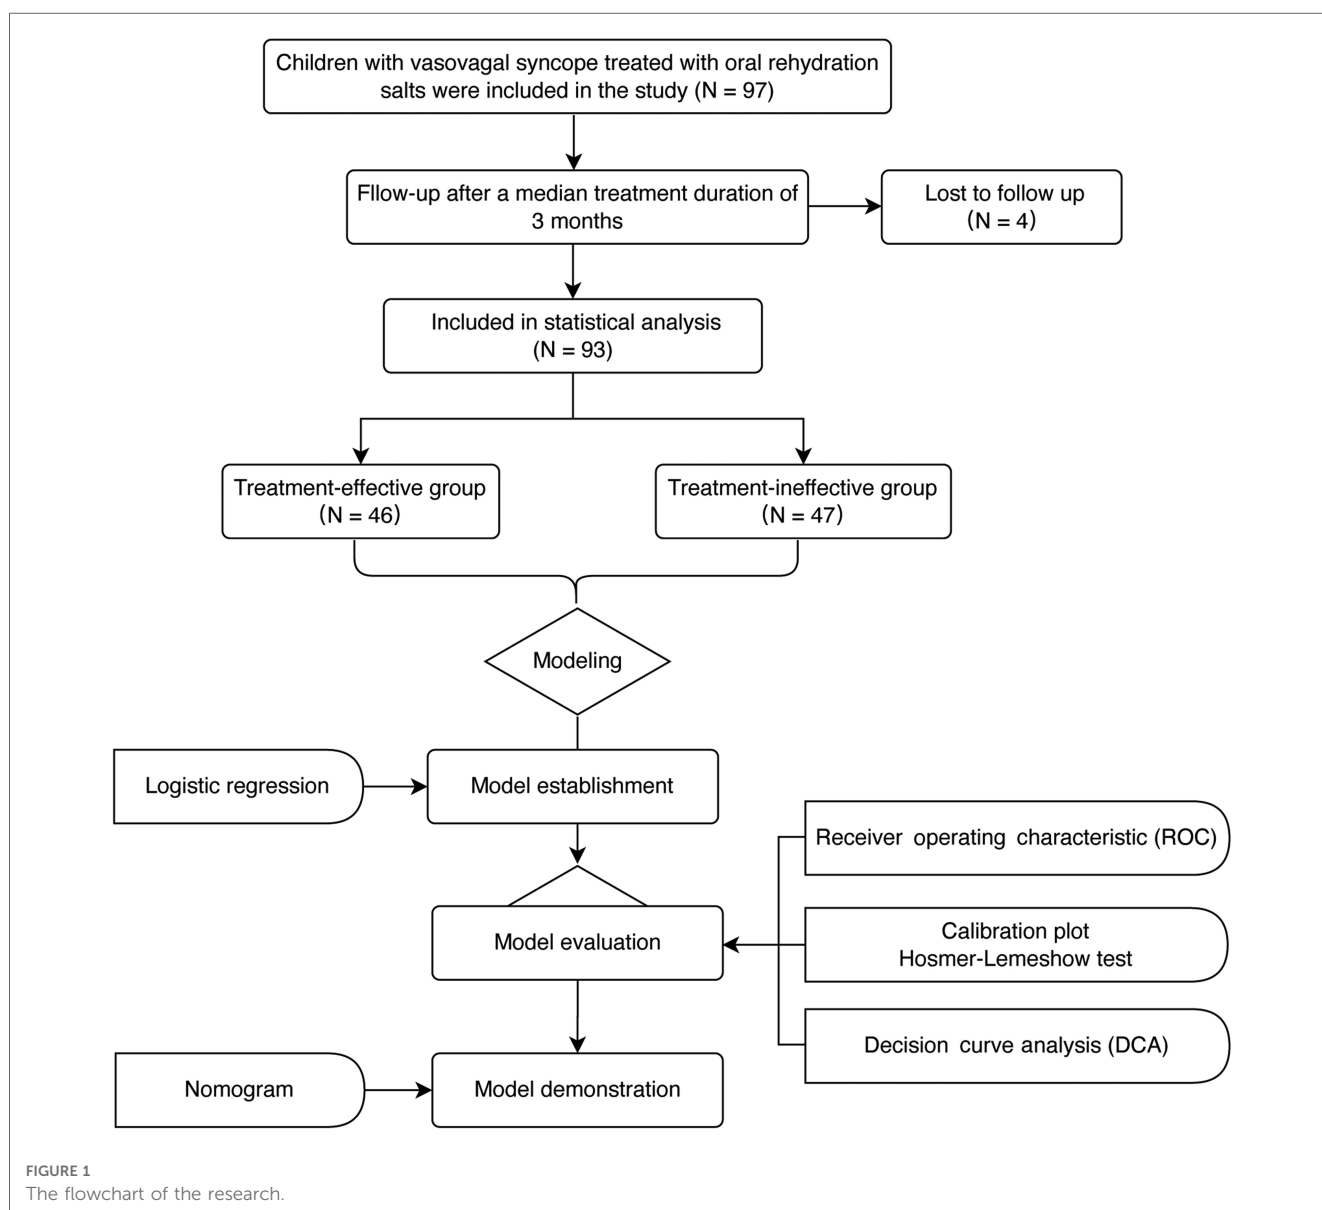 Children with vasovagal syncope treated with oral rehydration
salts were included in the study (N = 97)
Fllow-up after a median treatment duration of
3 months
Lost to follow up
(N = 4)
Included in statistical analysis
(N = 93)
Treatment-effective group
(N = 46)
Treatment-ineffective group
(N = 47)
Modeling
Logistic regression
Model establishment
Receiver operating characteristic (ROC)
Model evaluation
Calibration plot
Hosmer-Lemeshow test
Decision curve analysis (DCA)
Nomogram
Model demonstration
FIGURE 1
The flowchart of the research.